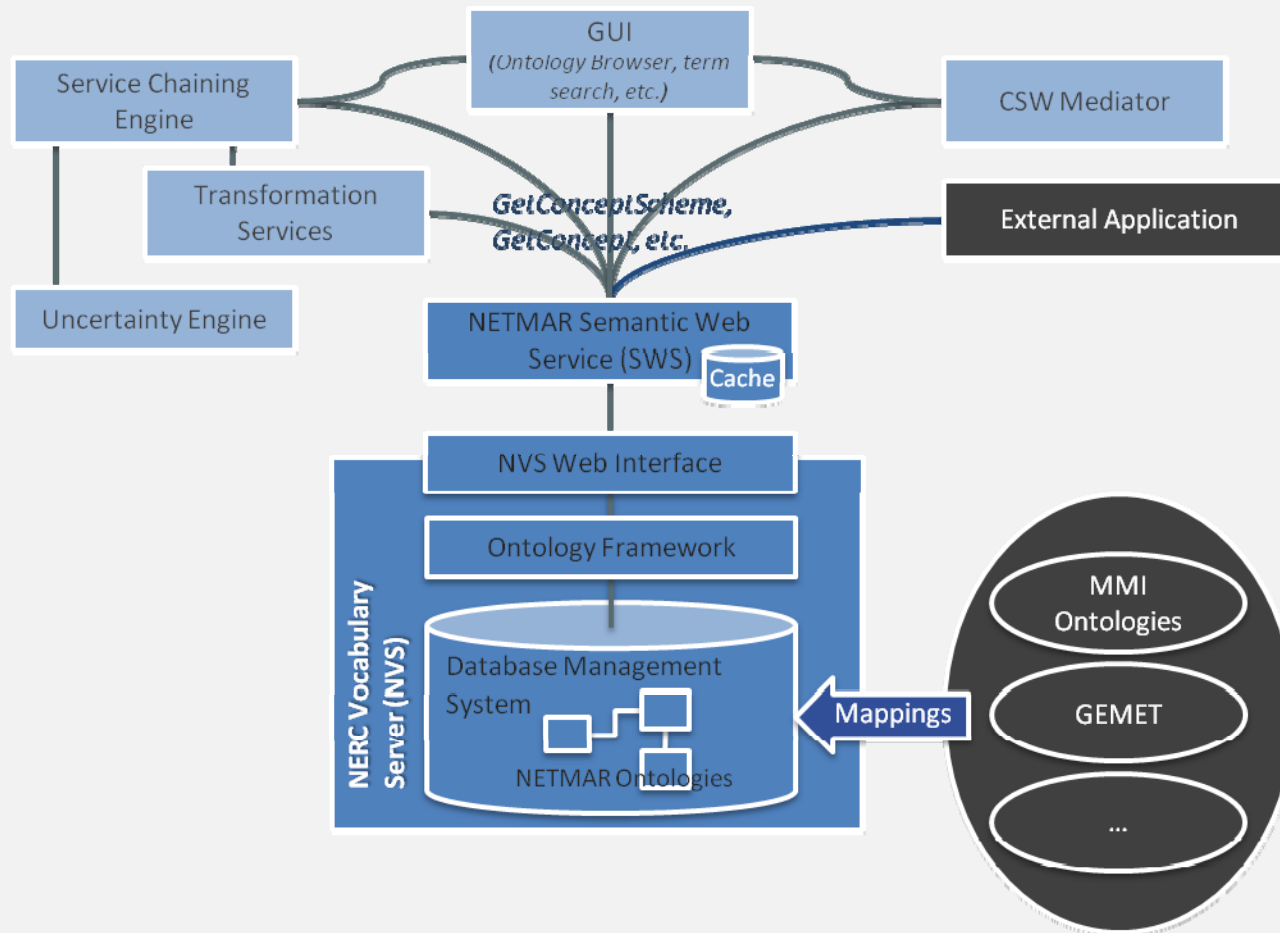 GUI
(Ontology Browser, term
search, etc.)
Service Chaining
Engine
CSW Mediator
Transformation
Services
GetConceptScheme,
GetConcept, etc.
External Application
Uncertainty Engine
NETMAR Semantic Web
Service (SWS)
Cache
NVS Web Interface
Ontology Framework
NERC Vocabulary
Server (NVS)
Database Management
System
NETMAR Ontologies
Mappings
MMI
Ontologies
GEMET
...